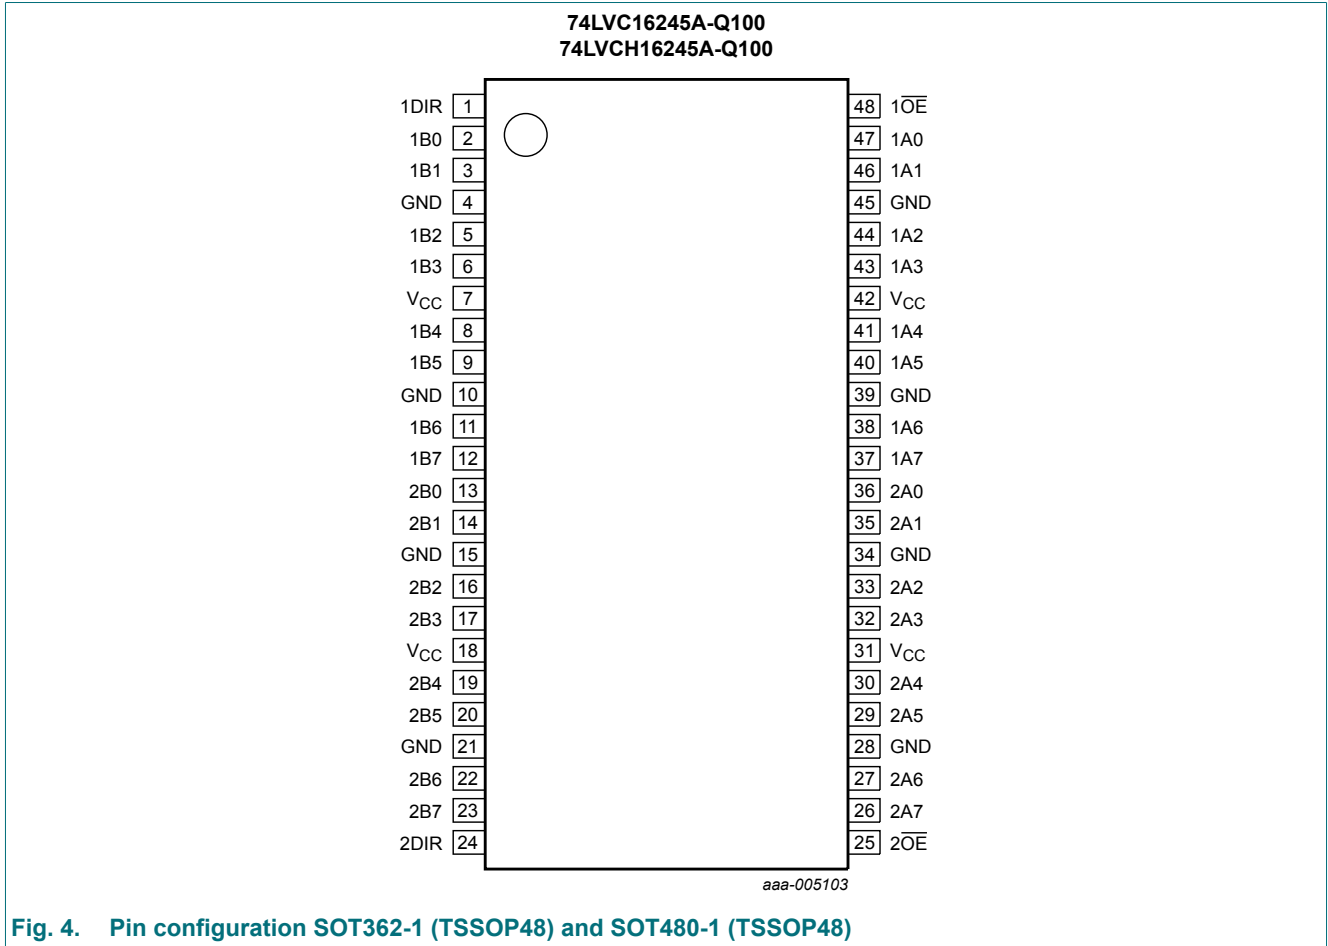 74LVC16245A-Q100
74LVCH16245A-Q100
1DIR 1 48 1O̅E̅
1B0 2 47 1A0
1B1 3 46 1A1
GND 4 45 GND
1B2 5 44 1A2
1B3 6 43 1A3
VCC 7 42 VCC
1B4 8 41 1A4
1B5 9 40 1A5
GND 10 39 GND
1B6 11 38 1A6
1B7 12 37 1A7
2B0 13 36 2A0
2B1 14 35 2A1
GND 15 34 GND
2B2 16 33 2A2
2B3 17 32 2A3
VCC 18 31 VCC
2B4 19 30 2A4
2B5 20 29 2A5
GND 21 28 GND
2B6 22 27 2A6
2B7 23 26 2A7
2DIR 24 25 2O̅E̅
aaa-005103
Fig. 4. Pin configuration SOT362-1 (TSSOP48) and SOT480-1 (TSSOP48)